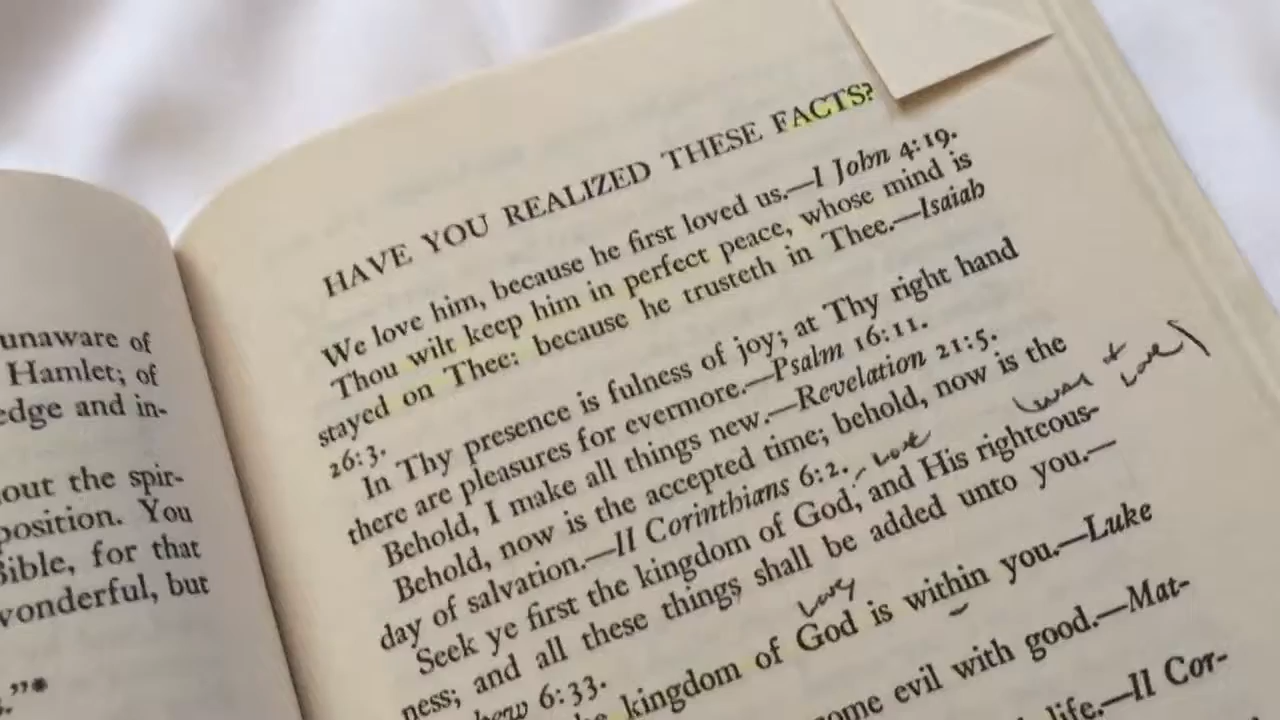 unaware of
Hamlet; of
edge and in-
out the spir-
position. You
Bible, for that
wonderful, but
."*
HAVE YOU REALIZED THESE FACTS?
We love him, because he first loved us.—I John 4:19.
Thou wilt keep him in perfect peace, whose mind is
stayed on Thee: because he trusteth in Thee.—Isaiah
26:3.
In Thy presence is fulness of joy; at Thy right hand
there are pleasures for evermore.—Psalm 16:11.
Behold, I make all things new.—Revelation 21:5.
Behold, now is the accepted time; behold, now is the
day of salvation.—II Corinthians 6:2.
Seek ye first the kingdom of God, and His righteous-
ness; and all these things shall be added unto you.—
hew 6:33.
kingdom of God is within you.—Luke
ome evil with good.—Mat-
life.—II Cor-